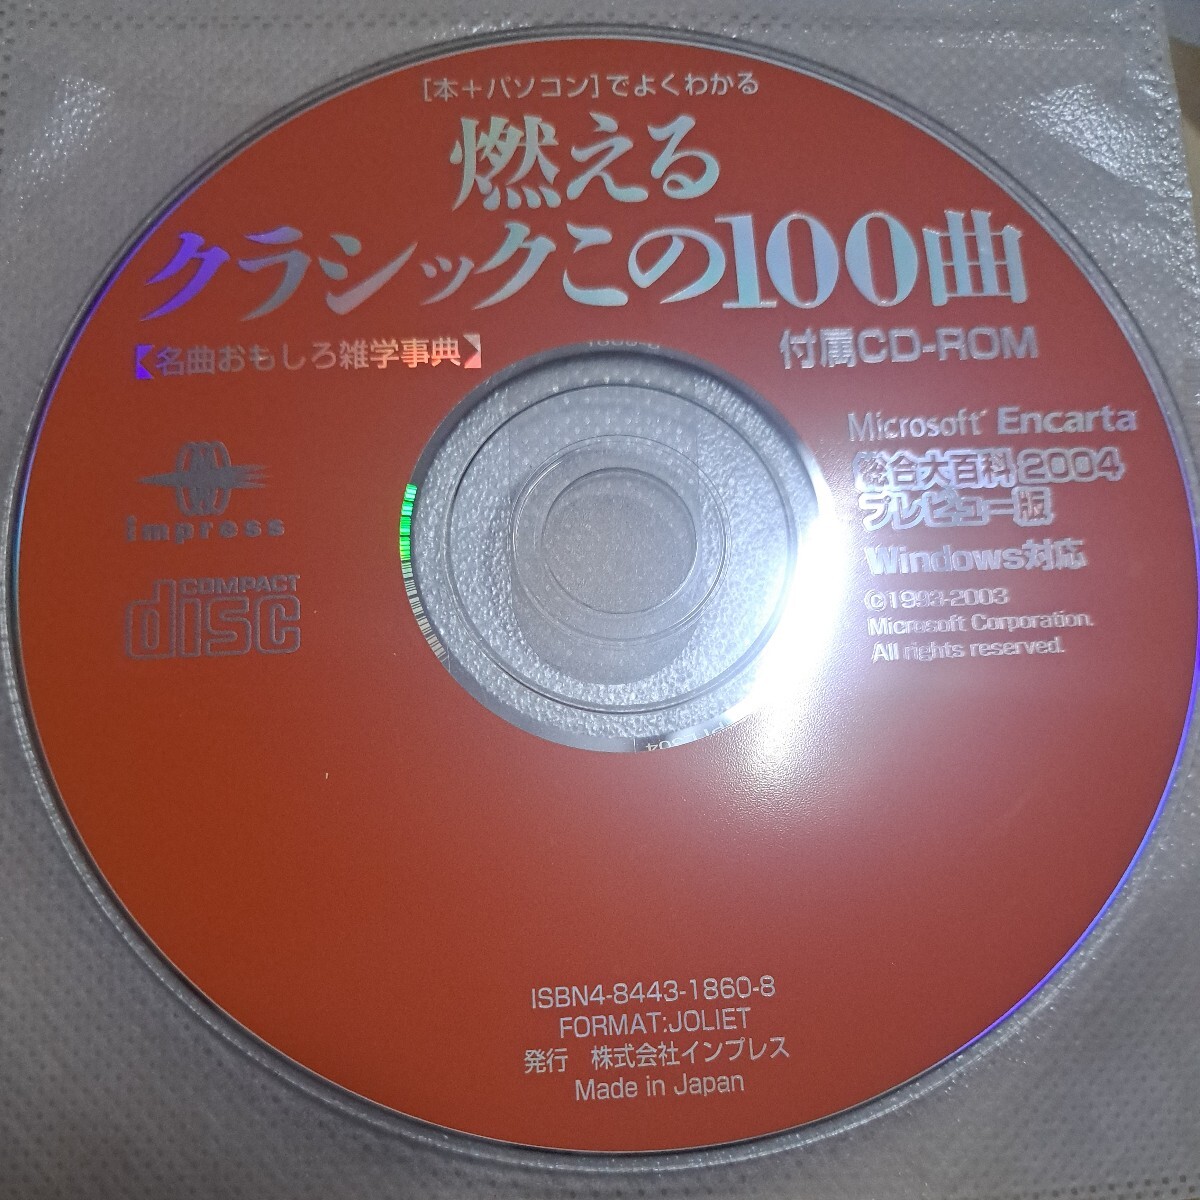 [本+パソコン]でよくわかる
燃える
クラシックこの100曲
【名曲おもしろ雑学事典】
付属CD-ROM
Microsoft Encarta
総合大百科 2004
プレビュー版
Windows対応
©1993-2003
Microsoft Corporation.
All rights reserved.
impress
COMPACT
disc
ISBN4-8443-1860-8
FORMAT:JOLIET
発行 株式会社インプレス
Made in Japan